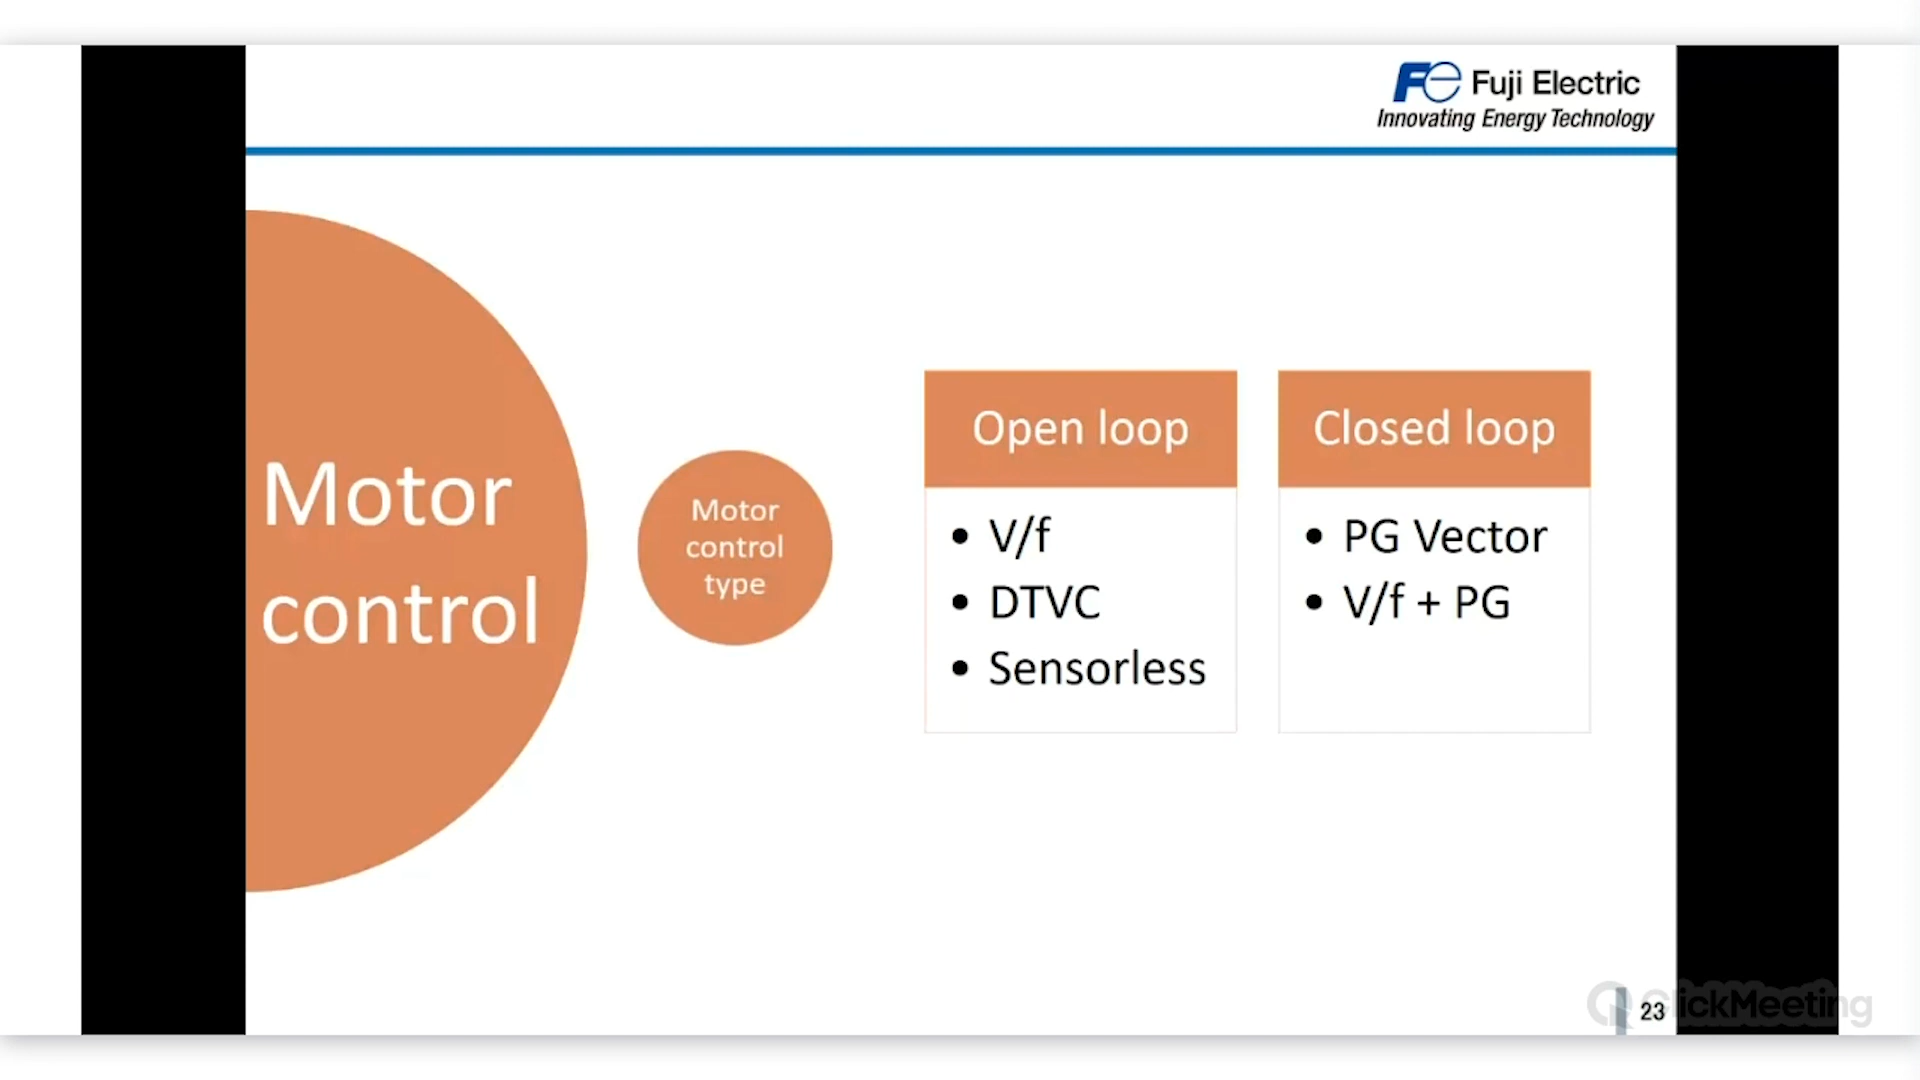 Fe Fuji Electric
Innovating Energy Technology
Motor
control
Motor
control
type
Open loop
• V/f
• DTVC
• Sensorless
Closed loop
• PG Vector
• V/f + PG
23
ClickMeeting